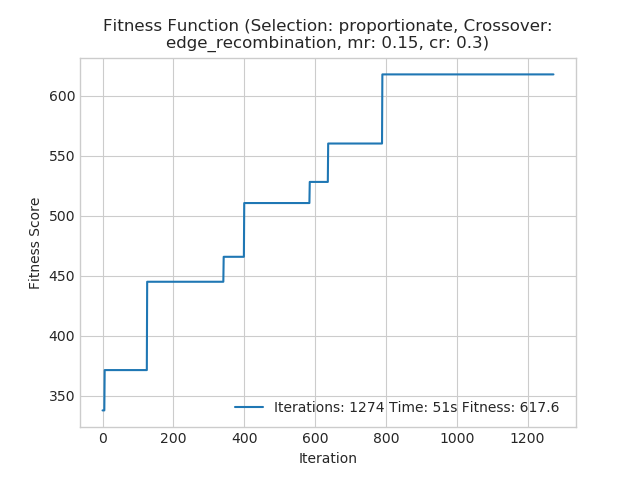 Fitness Function (Selection: proportionate, Crossover:
edge_recombination, mr: 0.15, cr: 0.3)
600
550
500
450
400
350
Fitness Score
Iterations: 1274 Time: 51s Fitness: 617.6
0 200 400 600 800 1000 1200
Iteration